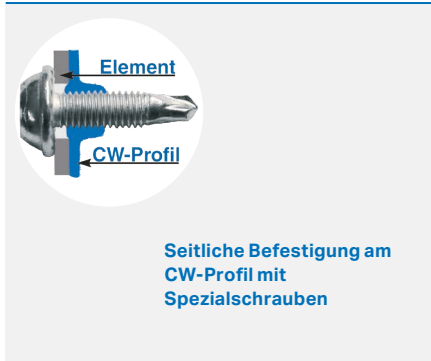 Element
CW-Profil
Seitliche Befestigung am
CW-Profil mit
Spezialschrauben